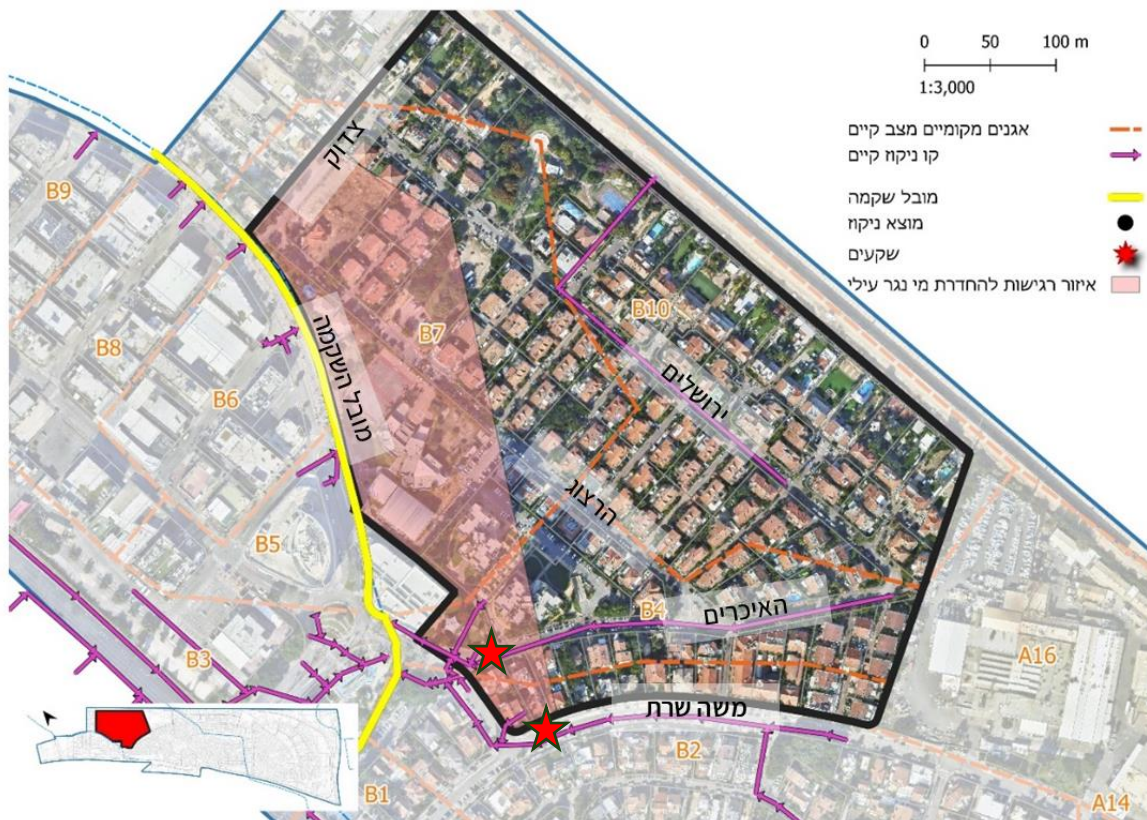 0 50 100 m
1:3,000
אגנים מקומיים מצב קיים
קו ניקוז קיים
מובל שקמה
מוצא ניקוז
שקעים
איזור רגישות להחדרת מי נגר עילי
צדוק
B9
B7
B10
מובל השקמה
B8
ירושלים
B6
הרצוג
B5
האיכרים
B4
B3
A16
משה שרת
B2
B1
A14